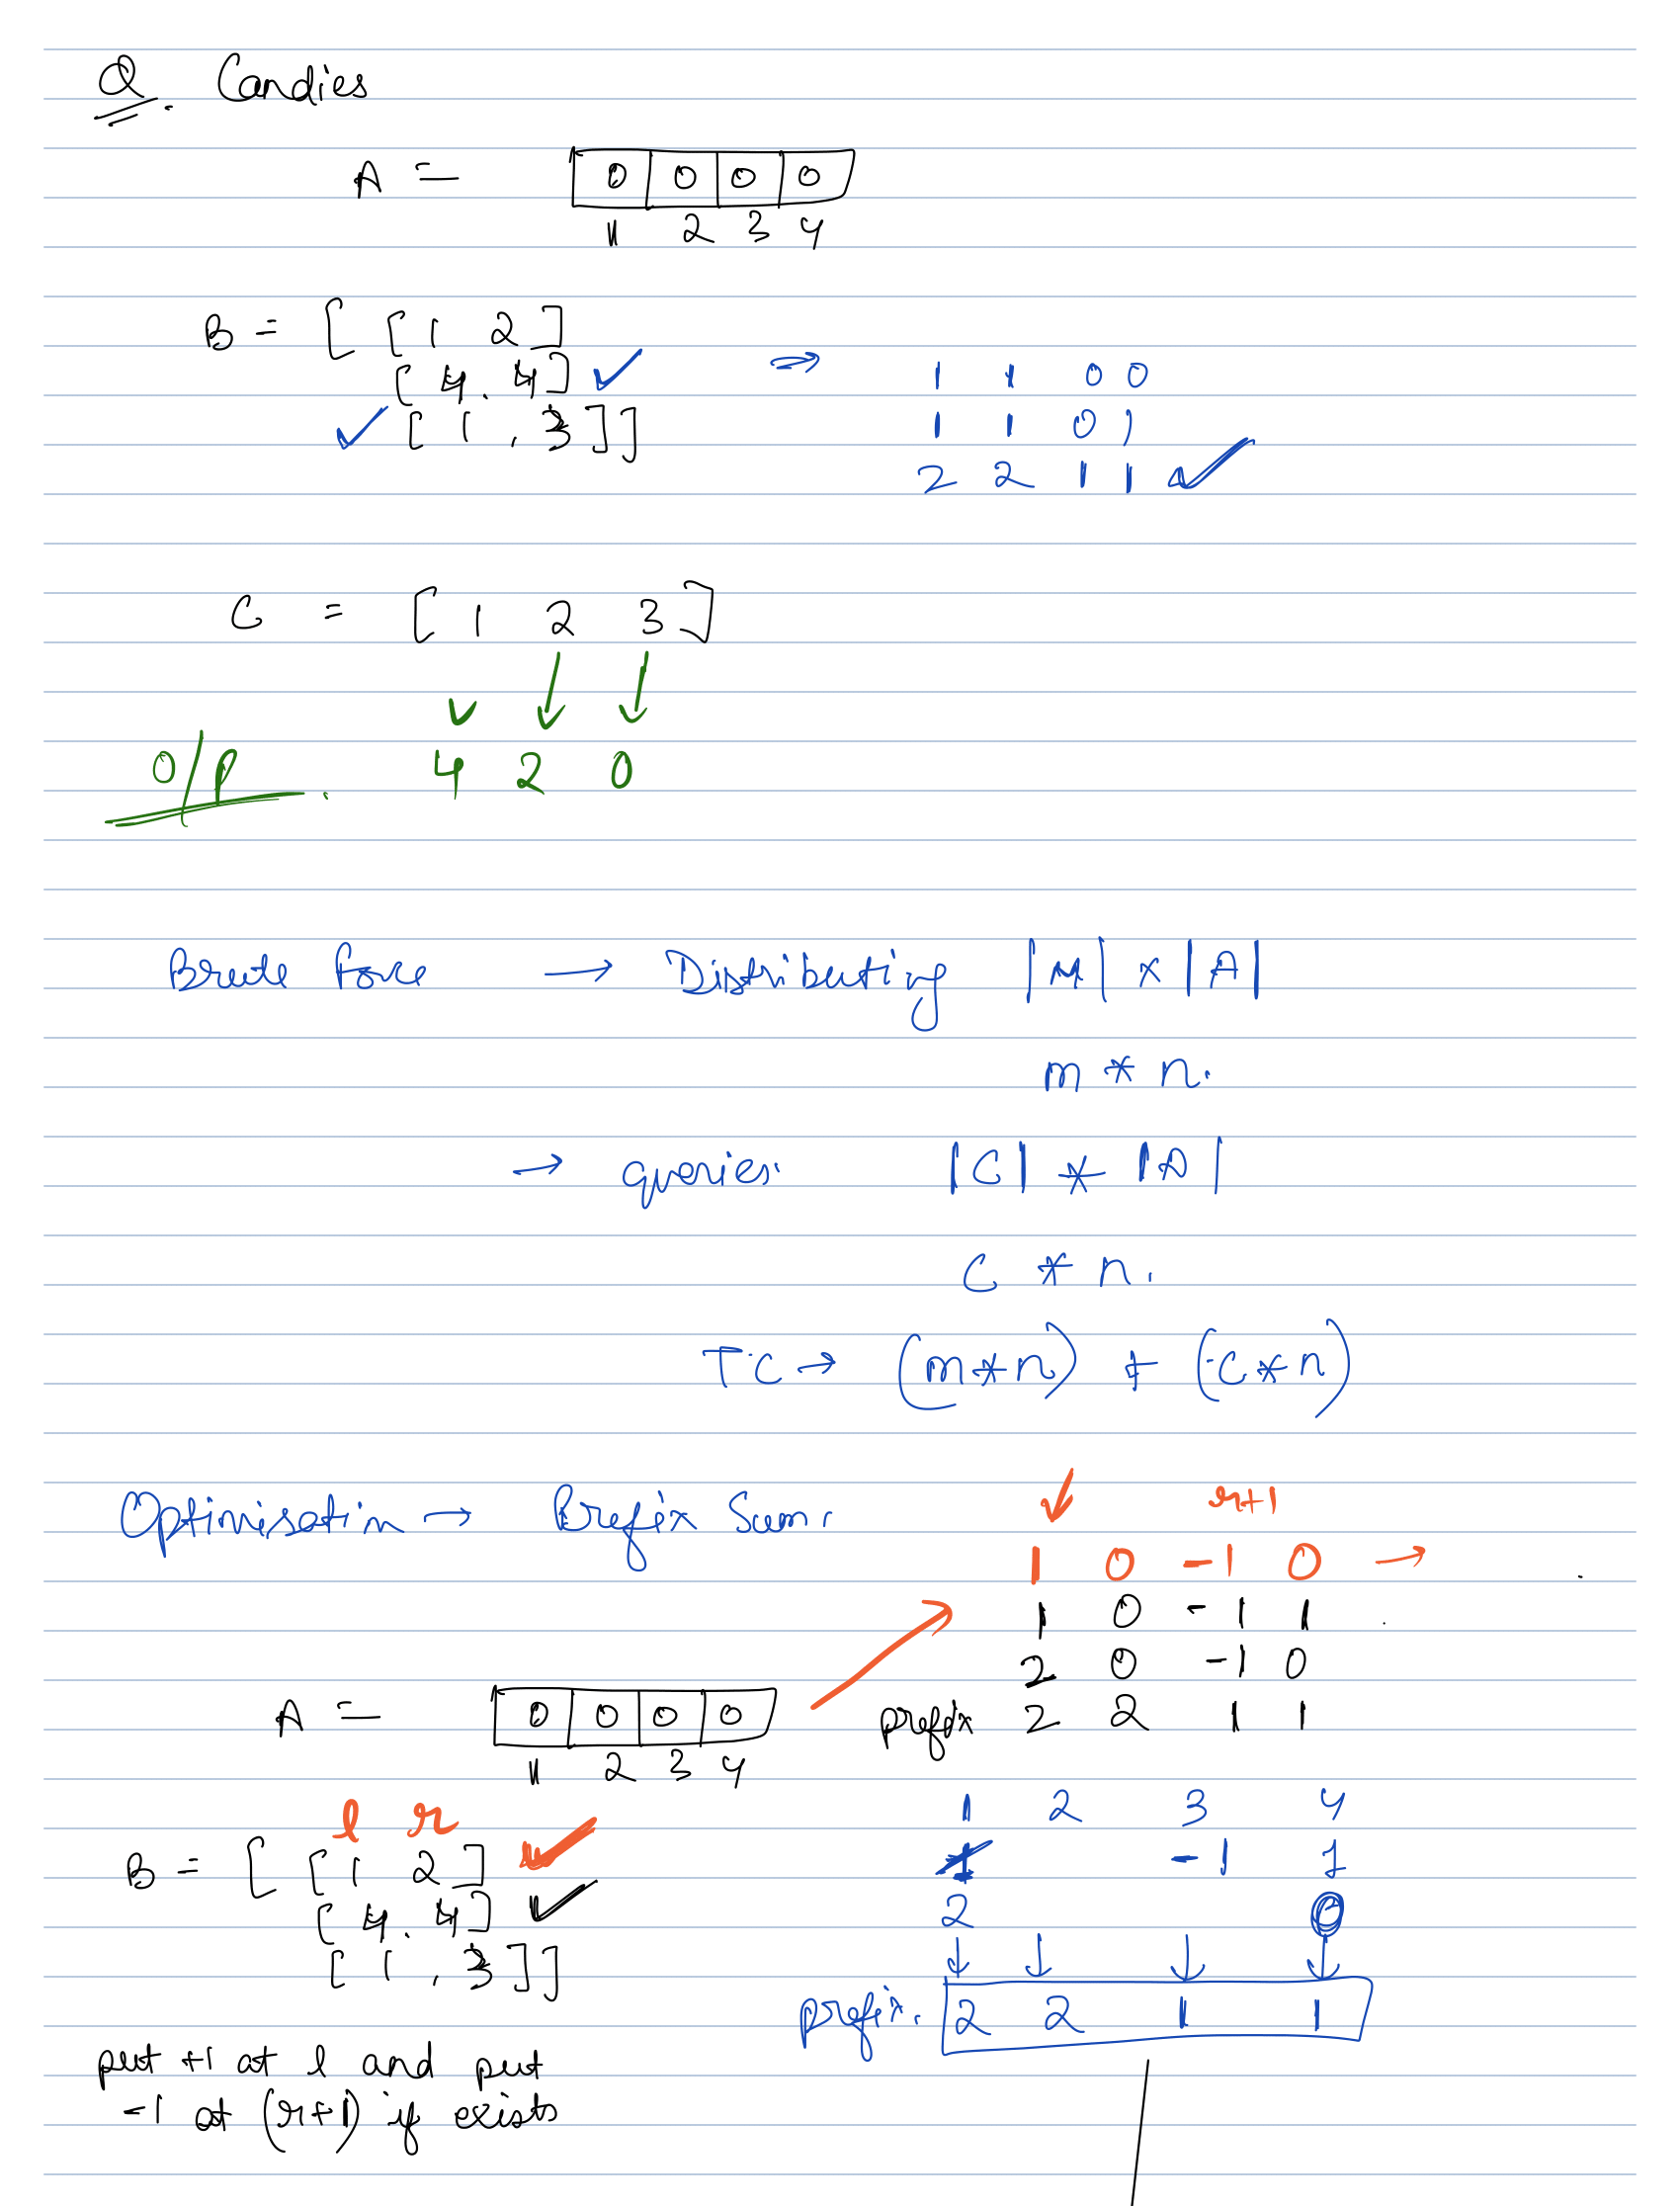 Q. Candies
A = 0 0 0 0
1 2 3 4
B = [ [ 1 2 ]
[ 4, 4 ] → 1 1 0 0
[ 1 , 3 ] ] 1 1 0 1
2 2 1 1
C = [ 1 2 3 ]
O/P. 4 2 0
Brute force → Distributing |M| x |A|
m * n.
→ queries. |C| * |A|
C * n.
TC → (m*n) + (C*n)
Optimisation → Prefix Sum. r+1
1 0 -1 0 →
1 0 -1 1
2 0 -1 0
A = 0 0 0 0 prefix 2 2 1 1
1 2 3 4
1 2 3 4
l r
B = [ [ 1 2 ] 1 -1 1
[ 4, 4 ] 2 0
[ 1 , 3 ] ]
prefix. 2 2 1 1
put +1 at l and put
-1 at (r+1) if exists